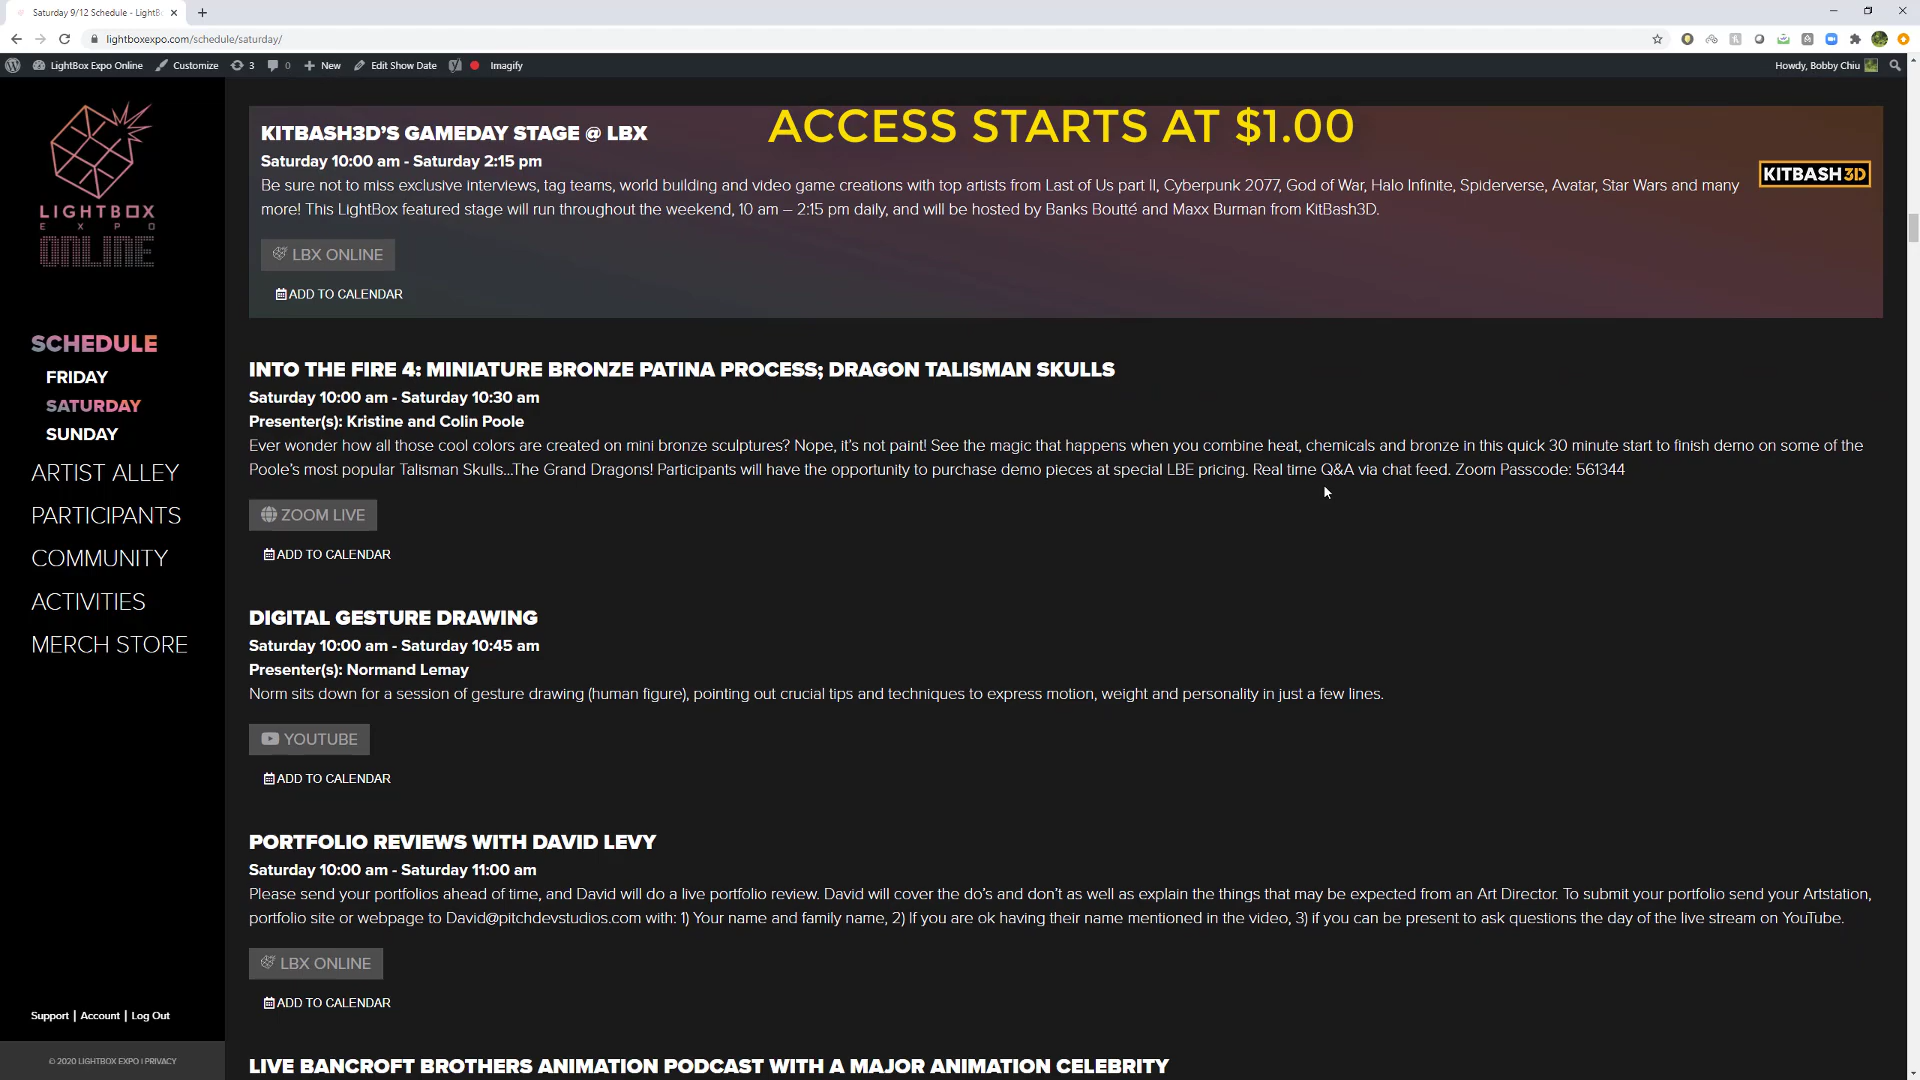 Saturday 9/12 Schedule - LightB
lightboxexpo.com/schedule/saturday/
LightBox Expo Online Customize 3 0 New Edit Show Date Imagify Howdy, Bobby Chiu
LIGHTBOX
EXPO
ONLINE
SCHEDULE
FRIDAY
SATURDAY
SUNDAY
ARTIST ALLEY
PARTICIPANTS
COMMUNITY
ACTIVITIES
MERCH STORE
Support | Account | Log Out
© 2020 LIGHTBOX EXPO | PRIVACY
ACCESS STARTS AT $1.00
KITBASH3D'S GAMEDAY STAGE @ LBX
Saturday 10:00 am - Saturday 2:15 pm
KITBASH3D
Be sure not to miss exclusive interviews, tag teams, world building and video game creations with top artists from Last of Us part II, Cyberpunk 2077, God of War, Halo Infinite, Spiderverse, Avatar, Star Wars and many
more! This LightBox featured stage will run throughout the weekend, 10 am – 2:15 pm daily, and will be hosted by Banks Boutté and Maxx Burman from KitBash3D.
LBX ONLINE
ADD TO CALENDAR
INTO THE FIRE 4: MINIATURE BRONZE PATINA PROCESS; DRAGON TALISMAN SKULLS
Saturday 10:00 am - Saturday 10:30 am
Presenter(s): Kristine and Colin Poole
Ever wonder how all those cool colors are created on mini bronze sculptures? Nope, it's not paint! See the magic that happens when you combine heat, chemicals and bronze in this quick 30 minute start to finish demo on some of the
Poole's most popular Talisman Skulls...The Grand Dragons! Participants will have the opportunity to purchase demo pieces at special LBE pricing. Real time Q&A via chat feed. Zoom Passcode: 561344
ZOOM LIVE
ADD TO CALENDAR
DIGITAL GESTURE DRAWING
Saturday 10:00 am - Saturday 10:45 am
Presenter(s): Normand Lemay
Norm sits down for a session of gesture drawing (human figure), pointing out crucial tips and techniques to express motion, weight and personality in just a few lines.
YOUTUBE
ADD TO CALENDAR
PORTFOLIO REVIEWS WITH DAVID LEVY
Saturday 10:00 am - Saturday 11:00 am
Please send your portfolios ahead of time, and David will do a live portfolio review. David will cover the do's and don't as well as explain the things that may be expected from an Art Director. To submit your portfolio send your Artstation,
portfolio site or webpage to David@pitchdevstudios.com with: 1) Your name and family name, 2) If you are ok having their name mentioned in the video, 3) if you can be present to ask questions the day of the live stream on YouTube.
LBX ONLINE
ADD TO CALENDAR
LIVE BANCROFT BROTHERS ANIMATION PODCAST WITH A MAJOR ANIMATION CELEBRITY